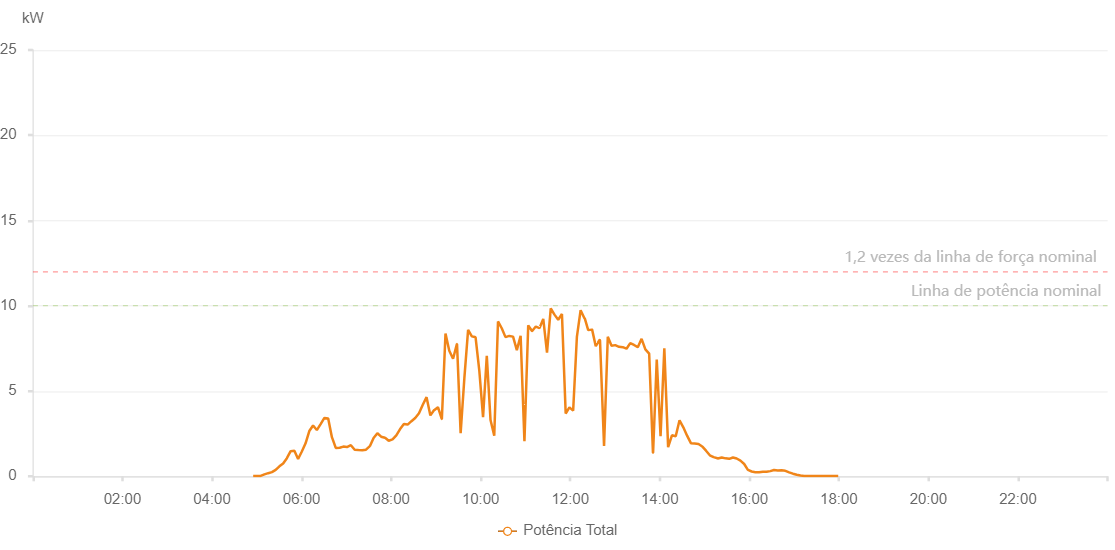 kW
25
20
15
1,2 vezes da linha de força nominal
Linha de potência nominal
10
5
0
02:00 04:00 06:00 08:00 10:00 12:00 14:00 16:00 18:00 20:00 22:00
Potência Total